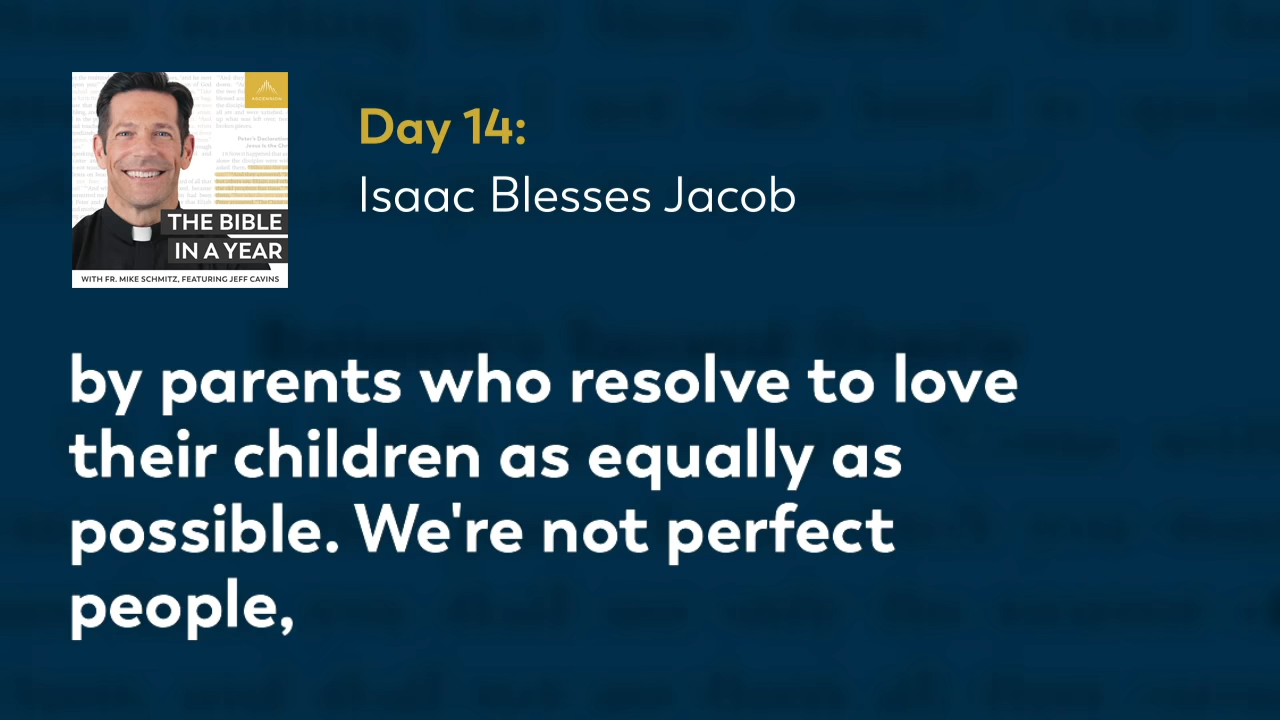 Day 14:
Isaac Blesses Jacob
ASCENSION
THE BIBLE
IN A YEAR
WITH FR. MIKE SCHMITZ, FEATURING JEFF CAVINS
by parents who resolve to love
their children as equally as
possible. We're not perfect
people,